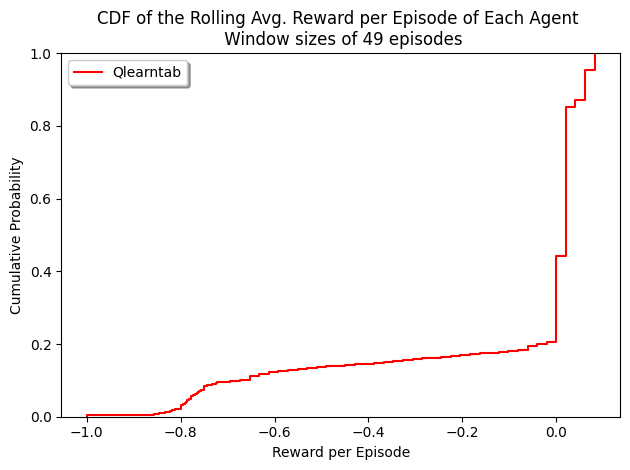 CDF of the Rolling Avg. Reward per Episode of Each Agent
Window sizes of 49 episodes
Qlearntab
Cumulative Probability
1.0
0.8
0.6
0.4
0.2
0.0
−1.0
−0.8
−0.6
−0.4
−0.2
0.0
Reward per Episode